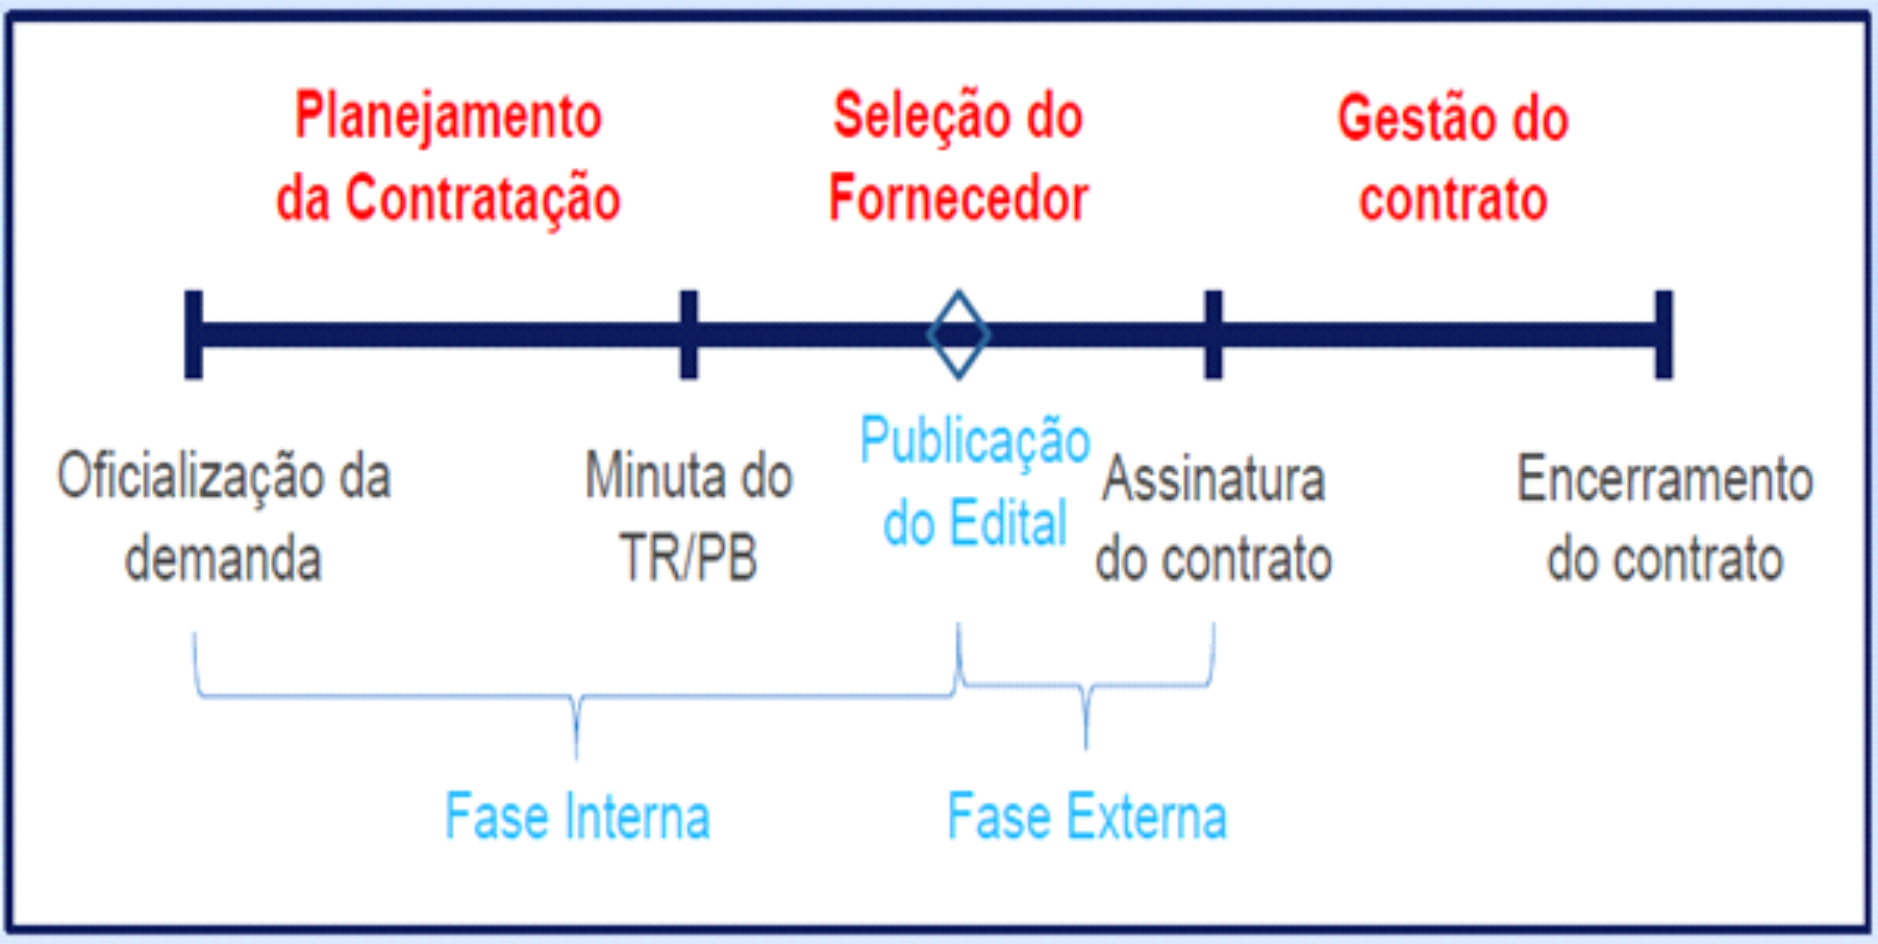 Planejamento
da Contratação
Seleção do
Fornecedor
Gestão do
contrato
Oficialização da
demanda
Minuta do
TR/PB
Publicação
do Edital
Assinatura
do contrato
Encerramento
do contrato
Fase Interna
Fase Externa